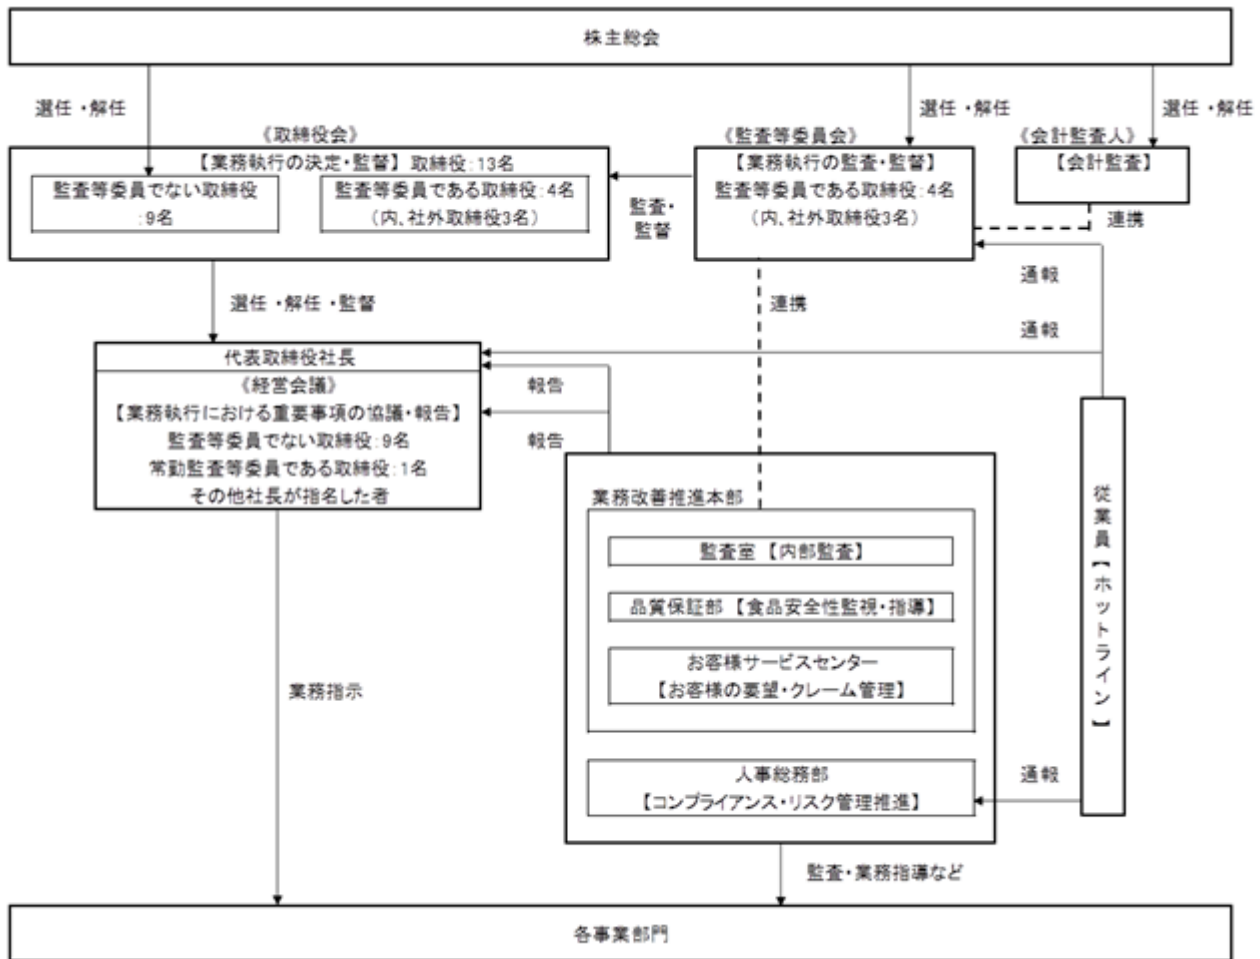 株主総会
選任・解任
選任・解任
選任・解任
《取締役会》
《監査等委員会》
《会計監査人》
【業務執行の決定・監督】取締役：13名
監査等委員でない取締役
：9名
監査等委員である取締役：4名
（内、社外取締役3名）
監査・
監督
【業務執行の監査・監督】
監査等委員である取締役：4名
（内、社外取締役3名）
【会計監査】
連携
通報
選任・解任・監督
連携
通報
代表取締役社長
《経営会議》
【業務執行における重要事項の協議・報告】
監査等委員でない取締役：9名
常勤監査等委員である取締役：1名
その他社長が指名した者
報告
報告
業務改善推進本部
監査室【内部監査】
品質保証部【食品安全性監視・指導】
お客様サービスセンター
【お客様の要望・クレーム管理】
人事総務部
【コンプライアンス・リスク管理推進】
従業員【ホットライン】
通報
業務指示
監査・業務指導など
各事業部門